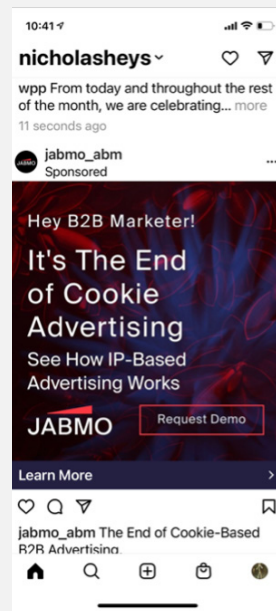 10:41
nicholasheys
wpp From today and throughout the rest
of the month, we are celebrating... more
11 seconds ago
JABMO
jabmo_abm
Sponsored
Hey B2B Marketer!
It's The End
of Cookie
Advertising
See How IP-Based
Advertising Works
JABMO
Request Demo
Learn More
jabmo_abm The End of Cookie-Based
B2B Advertising.